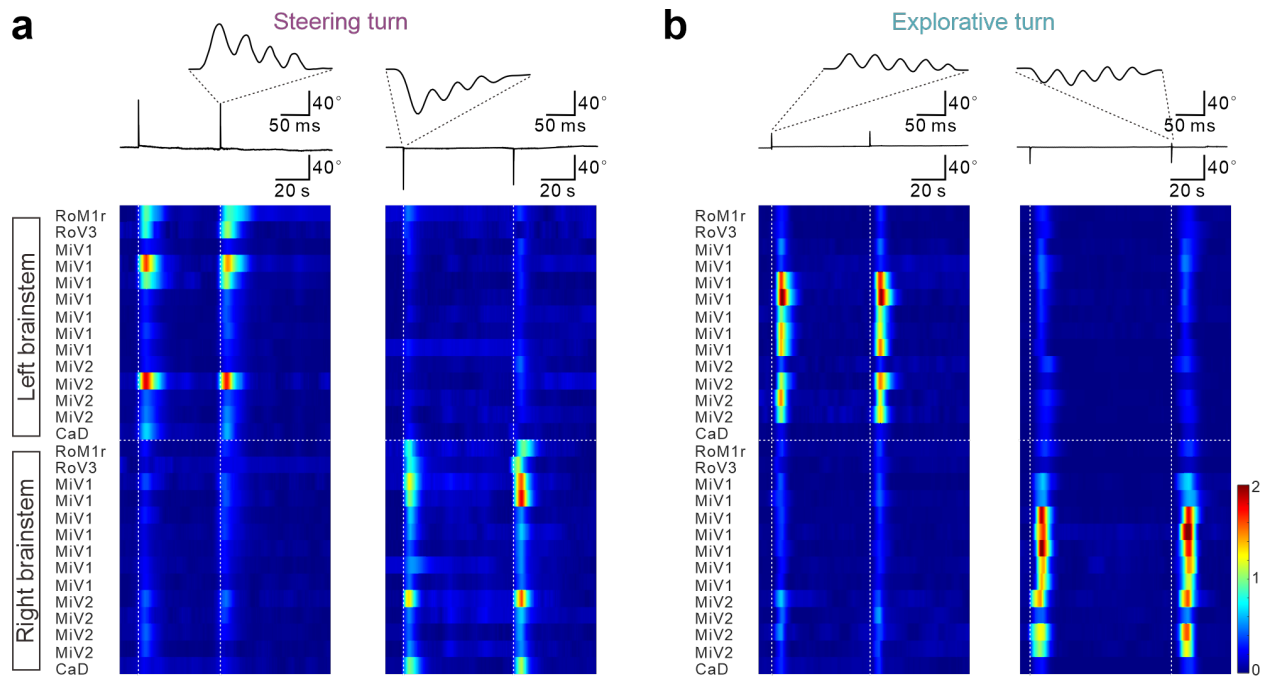 a
Steering turn
b
Explorative turn
40°
50 ms
40°
50 ms
40°
50 ms
40°
50 ms
40°
20 s
40°
20 s
40°
20 s
40°
20 s
Left brainstem
RoM1r
RoV3
MiV1
MiV1
MiV1
MiV1
MiV1
MiV1
MiV1
MiV2
MiV2
MiV2
MiV2
CaD
Right brainstem
RoM1r
RoV3
MiV1
MiV1
MiV1
MiV1
MiV1
MiV1
MiV1
MiV2
MiV2
MiV2
MiV2
CaD
RoM1r
RoV3
MiV1
MiV1
MiV1
MiV1
MiV1
MiV1
MiV1
MiV2
MiV2
MiV2
MiV2
CaD
RoM1r
RoV3
MiV1
MiV1
MiV1
MiV1
MiV1
MiV1
MiV1
MiV2
MiV2
MiV2
MiV2
CaD
2
1
0